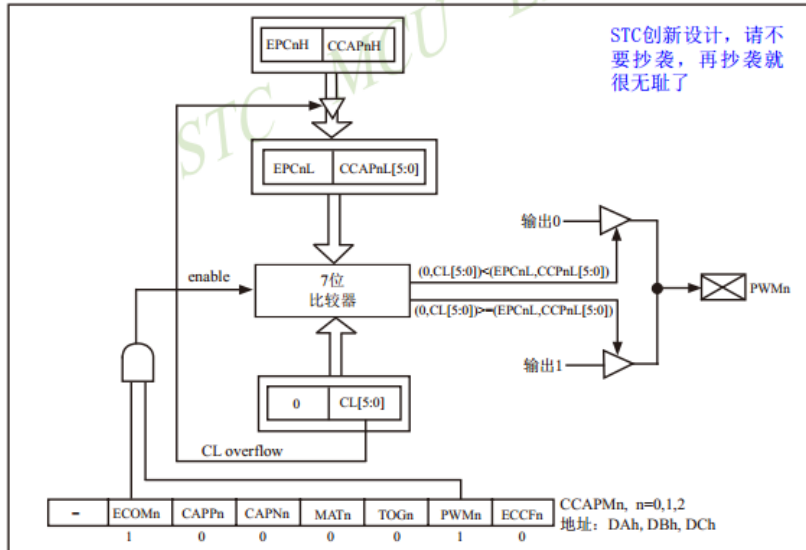 STC MCU
EPCnH CCAPnH
STC创新设计，请不
要抄袭，再抄袭就
很无耻了
EPCnL CCAPnL[5:0]
输出0
enable
7位
比较器
(0,CL[5:0])<(EPCnL,CCPnL[5:0])
(0,CL[5:0])>=(EPCnL,CCPnL[5:0])
PWMn
输出1
0 CL[5:0]
CL overflow
- ECOMn CAPPn CAPNn MATn TOGn PWMn ECCFn
1 0 0 0 0 1 0
CCAPMn, n=0,1,2
地址：DAh, DBh, DCh